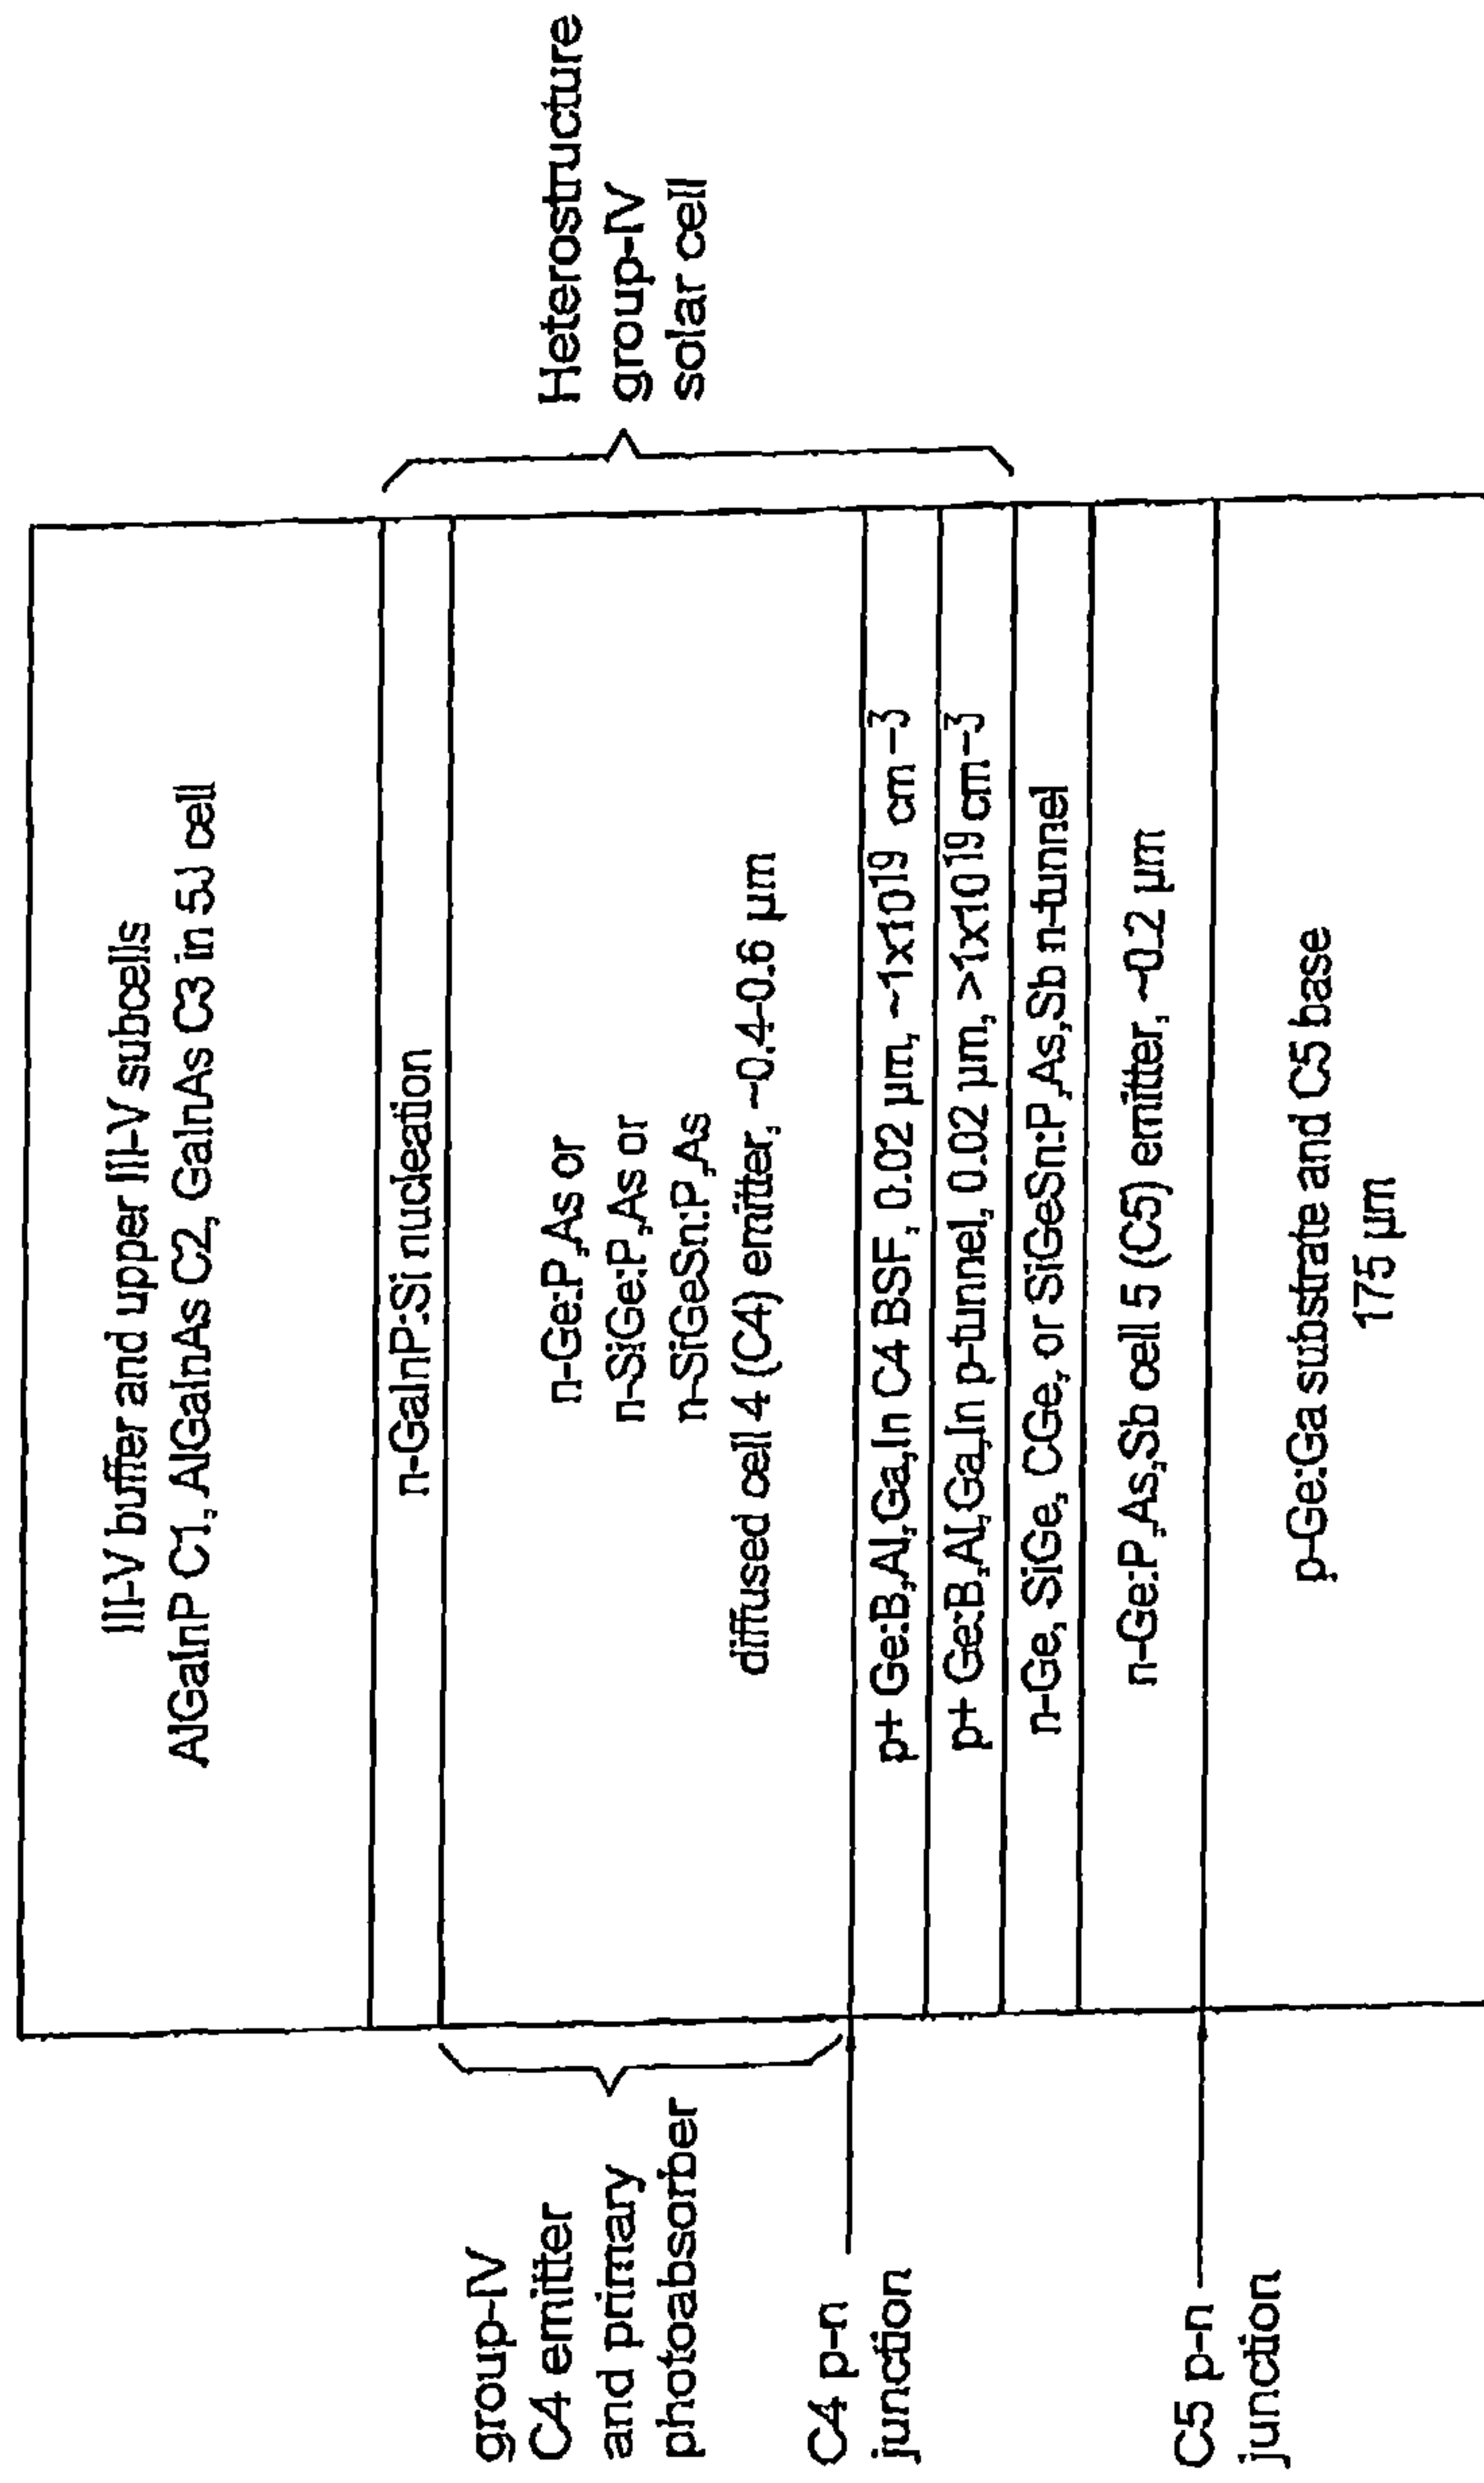 III-V buffer and upper III-V subcells
AlGaInP C1, AlGaInAs C2, GaInAs C3 in 5J cell
n-GaInP:Si nucleation
n-Ge:P,As or
n-SiGe:P,As or
n-SiGeSn:P,As
diffused cell 4 (C4) emitter, ~0.4-0.6 µm
p+ Ge:B,Al,Ga,In C4 BSF, 0.02 µm, ~1x10¹⁹ cm-3
p+ Ge:B,Al,Ga,In p-tunnel, 0.02 µm, >1x10¹⁹ cm-3
n-Ge, SiGe, CGe, or SiGeSn:P,As,Sb n-tunnel
n-Ge:P,As,Sb cell 5 (C5) emitter, ~0.2 µm
p-Ge:Ga substrate and C5 base
175 µm
group-IV
C4 emitter
and primary
photoabsorber
C4 p-n
junction
C5 p-n
junction
Heterostructure
group-IV
solar cell